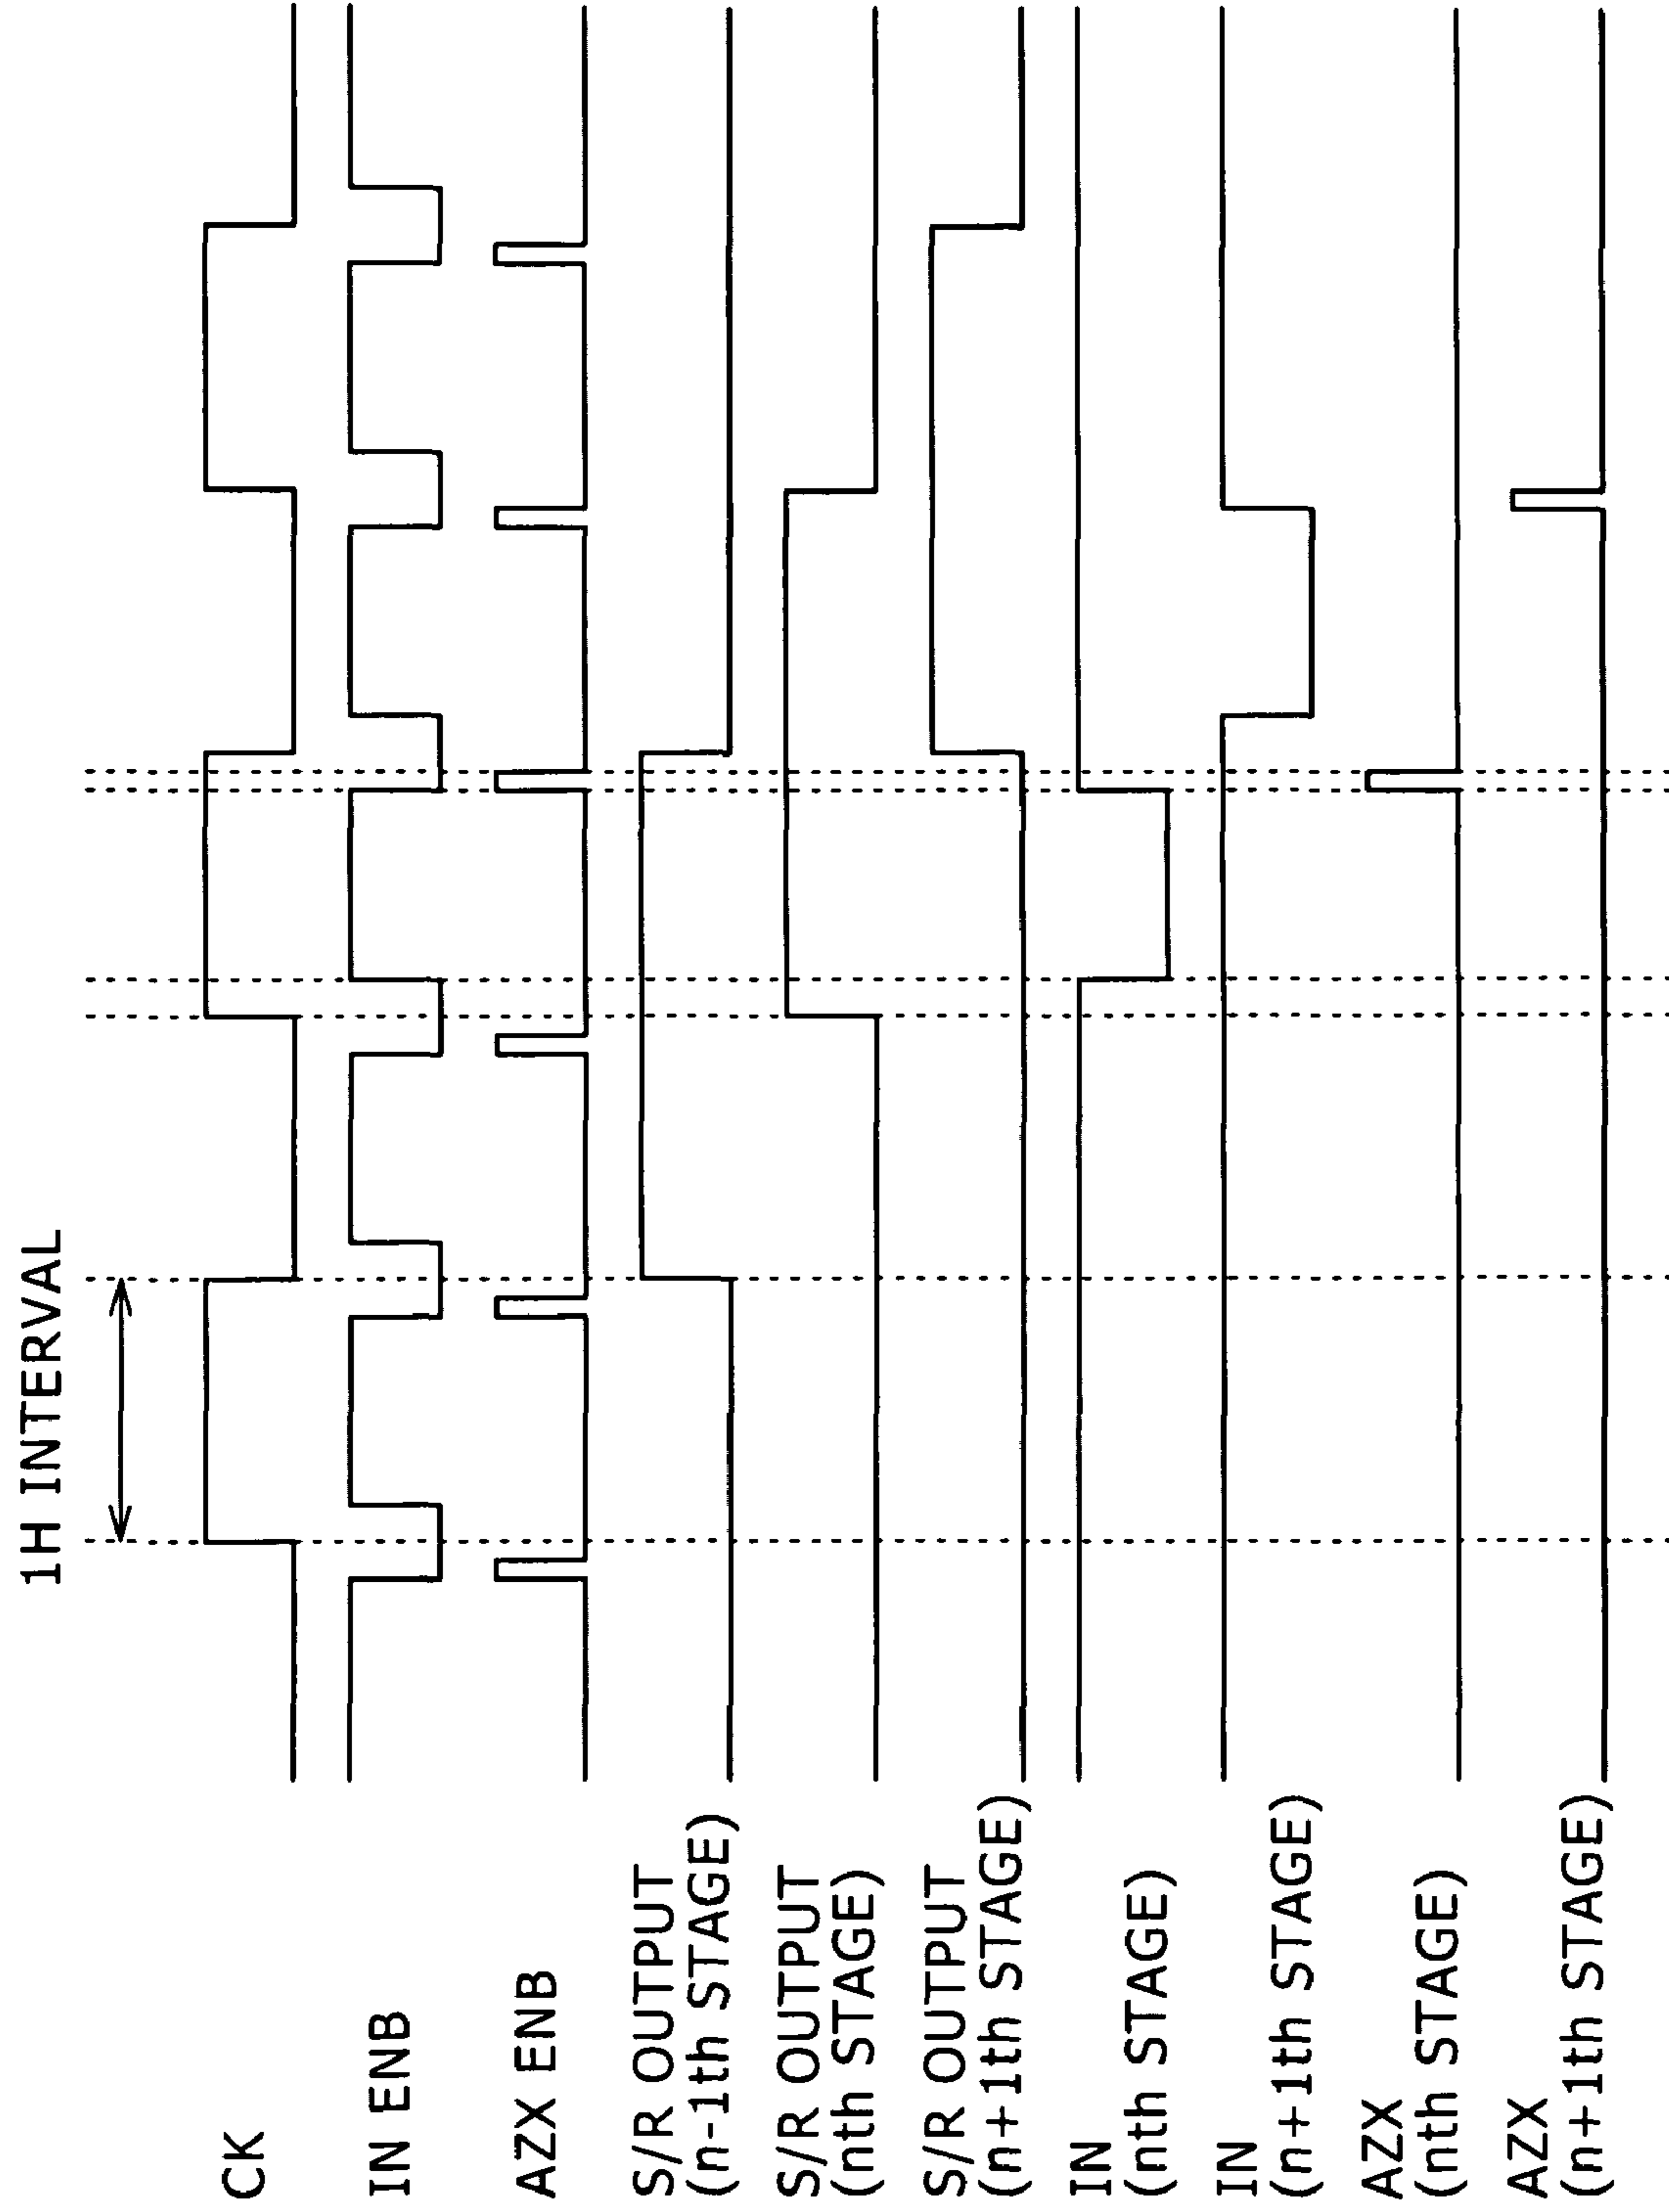 1H INTERVAL
CK
IN ENB
AZX ENB
S/R OUTPUT
(n-1th STAGE)
S/R OUTPUT
(nth STAGE)
S/R OUTPUT
(n+1th STAGE)
IN
(nth STAGE)
IN
(n+1th STAGE)
AZX
(nth STAGE)
AZX
(n+1th STAGE)